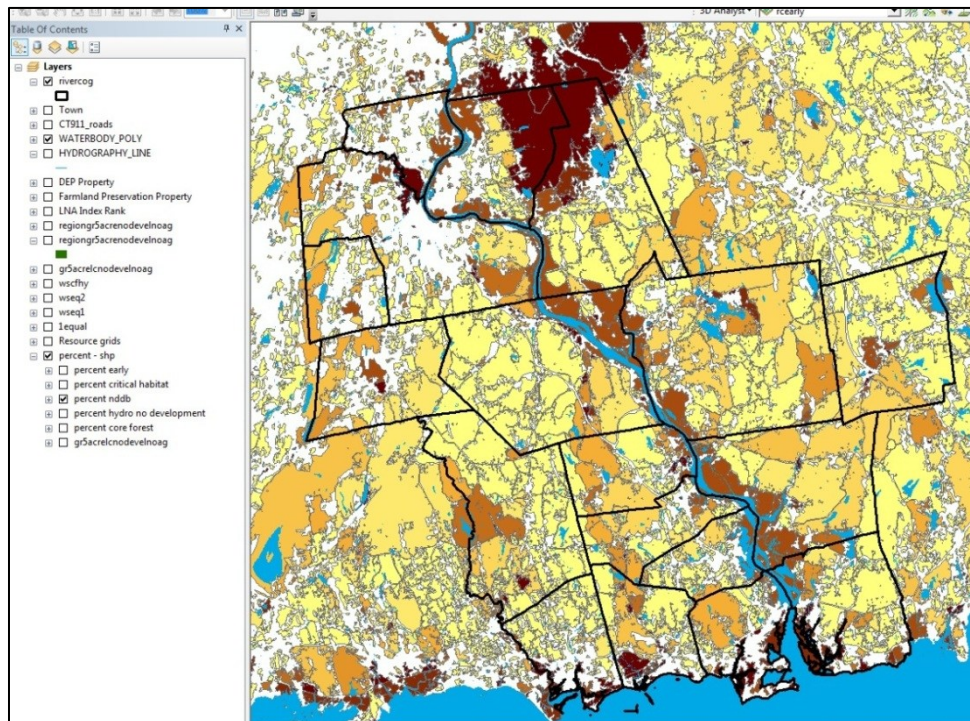 3D Analyst
rcearly
Table Of Contents
Layers
rivercog
Town
CT911_roads
WATERBODY_POLY
HYDROGRAPHY_LINE
DEP Property
Farmland Preservation Property
LNA Index Rank
regiongr5acrenodevelnoag
regiongr5acrenodevelnoag
gr5acrelcnodevelnoag
wscfhy
wseq2
wseq1
1equal
Resource grids
percent - shp
percent early
percent critical habitat
percent nddb
percent hydro no development
percent core forest
gr5acrelcnodevelnoag